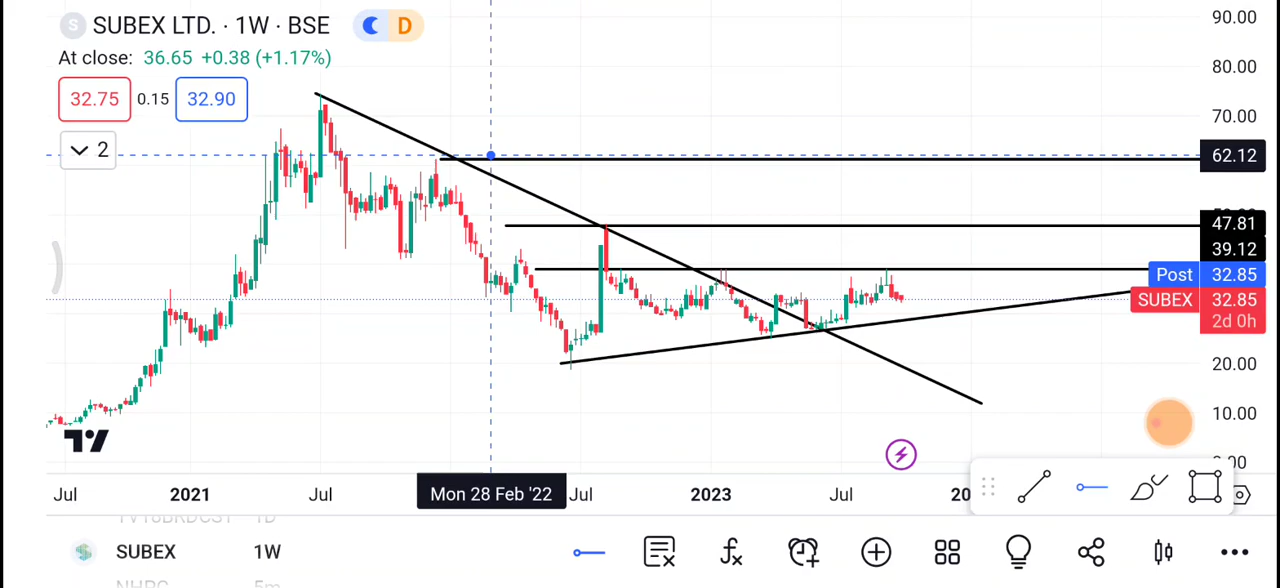 SUBEX LTD. · 1W · BSE
D
At close: 36.65 +0.38 (+1.17%)
32.75 0.15 32.90
2
90.00
80.00
70.00
62.12
47.81
39.12
Post 32.85
SUBEX 32.85
2d 0h
20.00
10.00
Jul 2021 Jul Mon 28 Feb '22 Jul 2023 Jul
SUBEX 1W